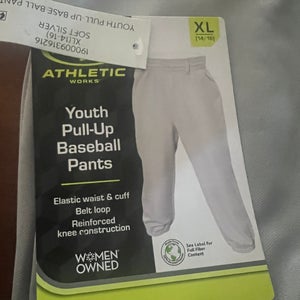 YOUTH PULL-UP BASE BALL PANT
SOFT SILVER
XL(14-16)
190009316216
XL
[14/16]
ATHLETIC
WORKS
Youth
Pull-Up
Baseball
Pants
Elastic waist & cuff
Belt loop
Reinforced
knee construction
WOMEN
OWNED
See Label for
Full Fiber
Content